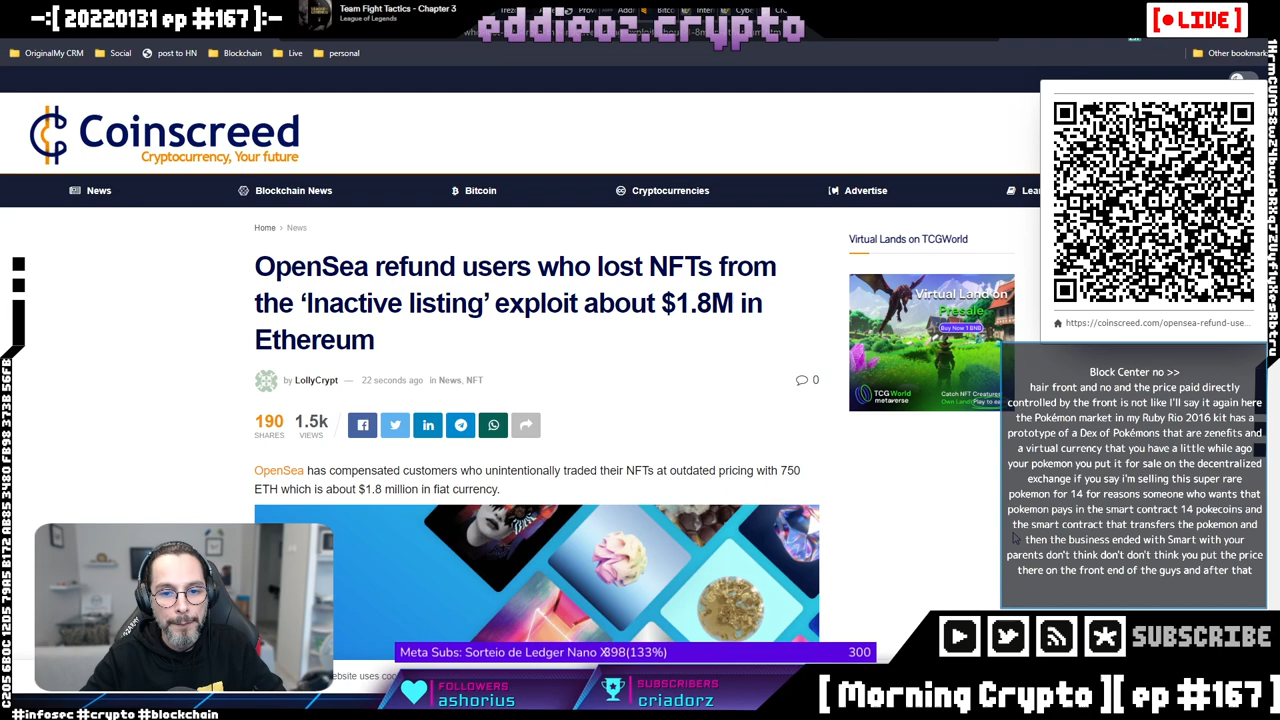 -:[ 20220131 ep #167]:-
Team Fight Tactics - Chapter 3
League of Legends
eddieoz.crypto
[•LIVE]
OriginalMy CRM
Social
post to HN
Blockchain
Live
personal
Other bookmark
Coinscreed
Cryptocurrency, Your future
News
Blockchain News
Bitcoin
Cryptocurrencies
Advertise
Lear
Home > News
OpenSea refund users who lost NFTs from
the ‘Inactive listing’ exploit about $1.8M in
Ethereum
by LollyCrypt — 22 seconds ago in News, NFT
0
190
SHARES
1.5k
VIEWS
OpenSea has compensated customers who unintentionally traded their NFTs at outdated pricing with 750
ETH which is about $1.8 million in fiat currency.
Virtual Lands on TCGWorld
Virtual Land on
Presale
Buy Now 1 BNB
TCG World
metaverse
Catch NFT Creatures
https://coinscreed.com/opensea-refund-use...
Block Center no >>
hair front and no and the price paid directly
controlled by the front is not like I'll say it again here
the Pokémon market in my Ruby Rio 2016 kit has a
prototype of a Dex of Pokémons that are zenefits and
a virtual currency that you have a little while ago
your pokemon you put it for sale on the decentralized
exchange if you say i'm selling this super rare
pokemon for 14 for reasons someone who wants that
pokemon pays in the smart contract 14 pokecoins and
the smart contract that transfers the pokemon and
then the business ended with Smart with your
parents don't think don't don't think you put the price
there on the front end of the guys and after that
Meta Subs: Sorteio de Ledger Nano X
398(133%)
300
FOLLOWERS
ashorius
SUBSCRIBERS
criadorz
SUBSCRIBE
[Morning Crypto][ep #167]
#infosec #crypto #blockchain